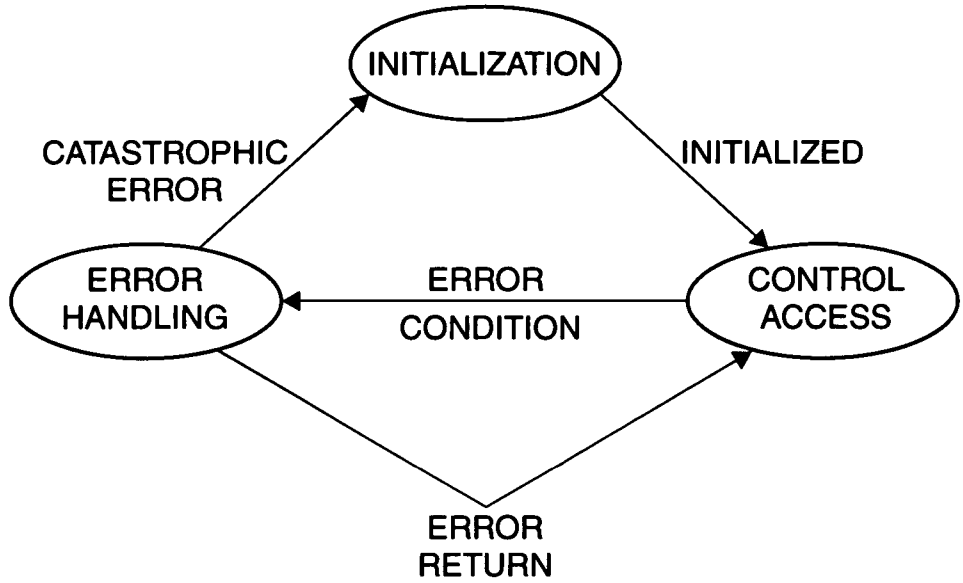 INITIALIZATION
CATASTROPHIC
ERROR
INITIALIZED
ERROR
HANDLING
ERROR
CONDITION
CONTROL
ACCESS
ERROR
RETURN